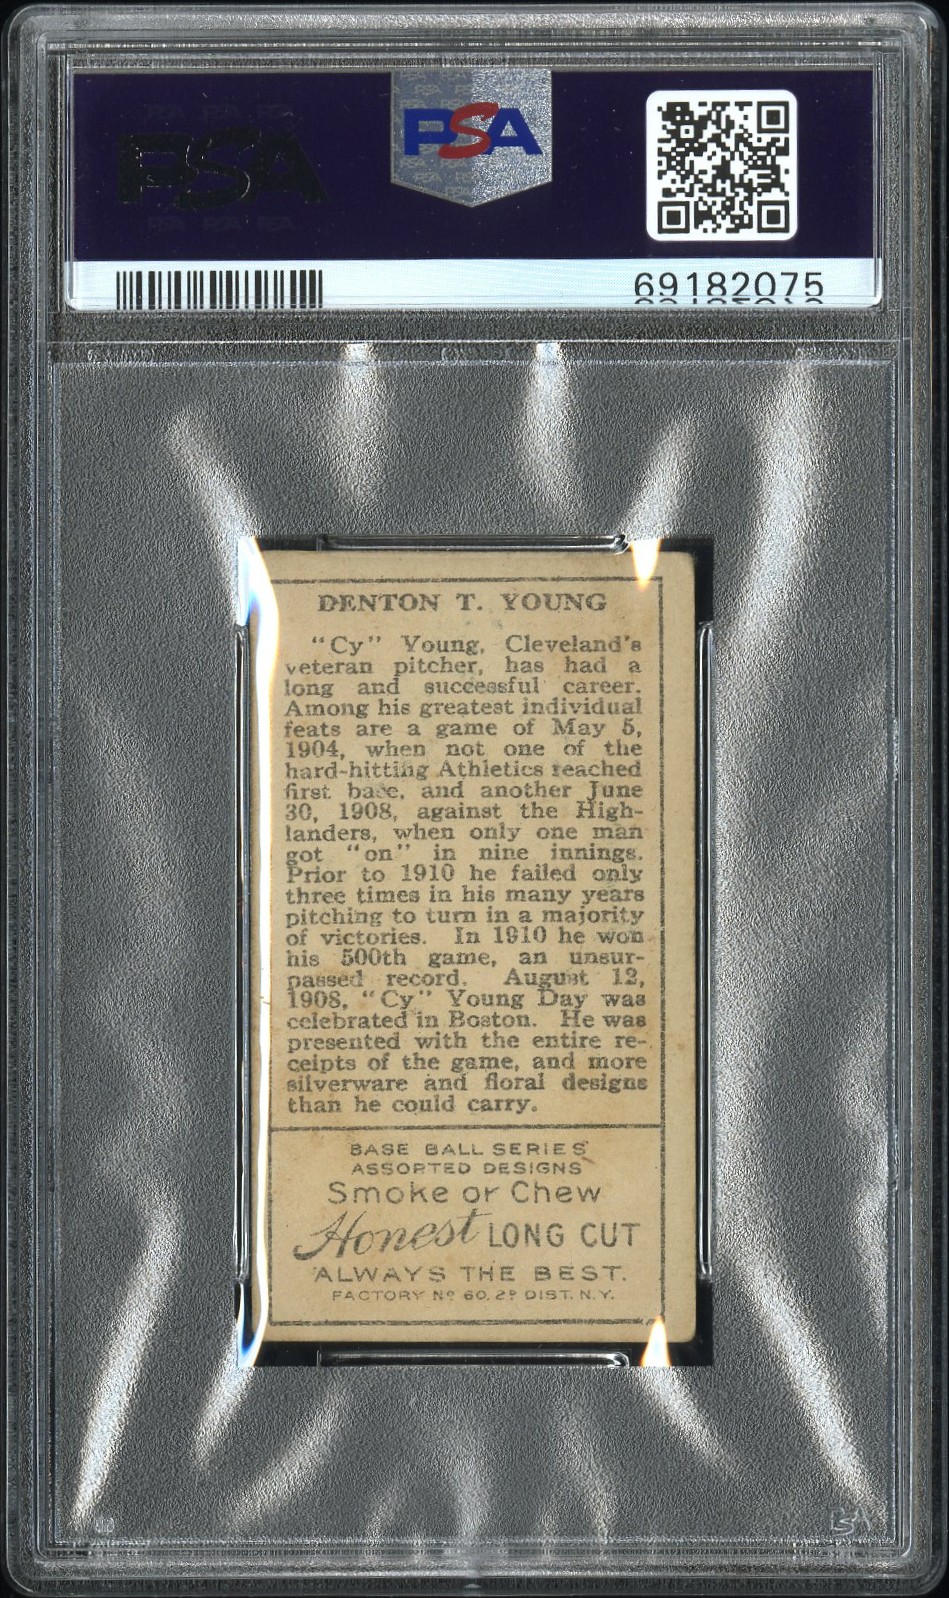 PSA
PSA
69182075
DENTON T. YOUNG
"Cy" Young, Cleveland's
veteran pitcher, has had a
long and successful career.
Among his greatest individual
feats are a game of May 5,
1904, when not one of the
hard-hitting Athletics reached
first base, and another June
30, 1908, against the High-
landers, when only one man
got "on" in nine innings.
Prior to 1910 he failed only
three times in his many years
pitching to turn in a majority
of victories. In 1910 he won
his 500th game, an unsur-
passed record. August 12,
1908, "Cy" Young Day was
celebrated in Boston. He was
presented with the entire re-
ceipts of the game, and more
silverware and floral designs
than he could carry.
BASE BALL SERIES
ASSORTED DESIGNS
Smoke or Chew
Honest LONG CUT
ALWAYS THE BEST.
FACTORY Nº 60, 2ᴰ DIST. N.Y.
PSA